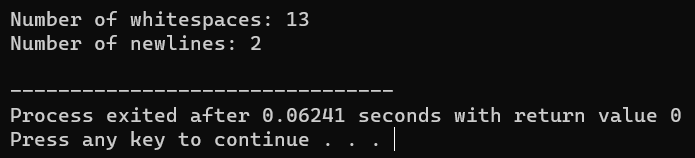 Number of whitespaces: 13
Number of newlines: 2
--------------------------------
Process exited after 0.06241 seconds with return value 0
Press any key to continue . . .